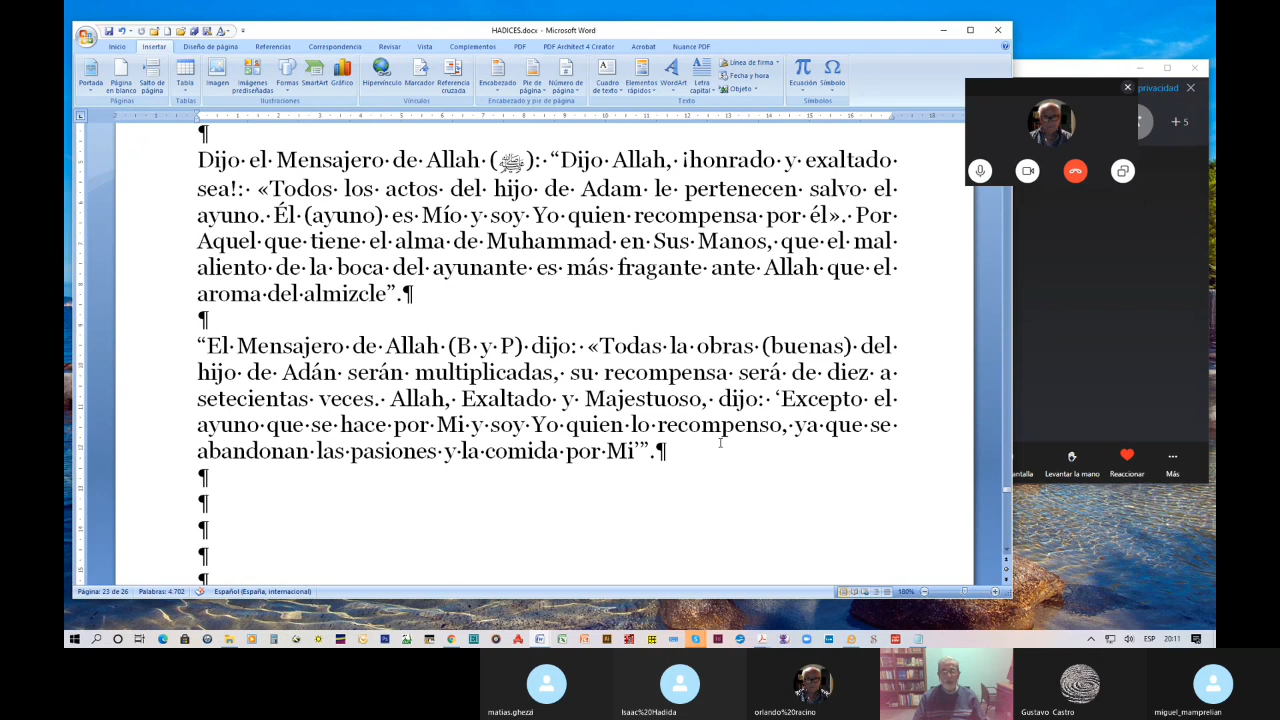 HADICES.docx - Microsoft Word
Inicio Insertar Diseño de página Referencias Correspondencia Revisar Vista Complementos PDF PDF Architect 4 Creator Acrobat Nuance PDF
Portada Página en blanco Salto de página Tabla Imagen Imágenes prediseñadas Formas SmartArt Gráfico Hipervínculo Marcador Referencia cruzada Encabezado Pie de página Número de página Cuadro de texto Elementos rápidos WordArt Letra capital Línea de firma Fecha y hora Objeto Ecuación Símbolo
Páginas Tablas Ilustraciones Vínculos Encabezado y pie de página Texto Símbolos
privacidad
+5
Dijo el Mensajero de Allah (ﷺ): “Dijo Allah, ¡honrado y exaltado
sea!: «Todos los actos del hijo de Adam le pertenecen salvo el
ayuno. Él (ayuno) es Mío y soy Yo quien recompensa por él». Por
Aquel que tiene el alma de Muhammad en Sus Manos, que el mal
aliento de la boca del ayunante es más fragante ante Allah que el
aroma del almizcle”.¶
“El Mensajero de Allah (B y P) dijo: «Todas la obras (buenas) del
hijo de Adán serán multiplicadas, su recompensa será de diez a
setecientas veces. Allah, Exaltado y Majestuoso, dijo: ‘Excepto el
ayuno que se hace por Mi y soy Yo quien lo recompenso, ya que se
abandonan las pasiones y la comida por Mi’”.¶
antalla Levantar la mano Reaccionar Más
Página: 23 de 26 Palabras: 4.702 Español (España, internacional) 180%
ESP 20:11
matias.ghezzi Isaac%20Hadida orlando%20racino Gustavo Castro miguel_mamprelian